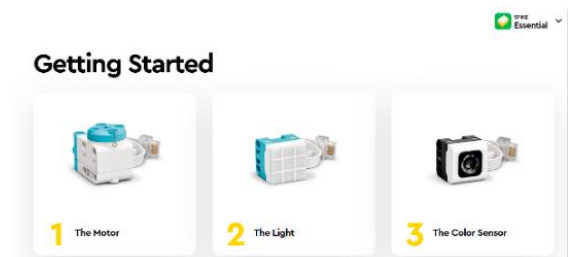 SPIKE
Essential
Getting Started
1 The Motor
2 The Light
3 The Color Sensor